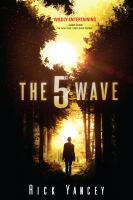 WILDLY ENTERTAINING
THE 5 WAVE
RICK YANCEY